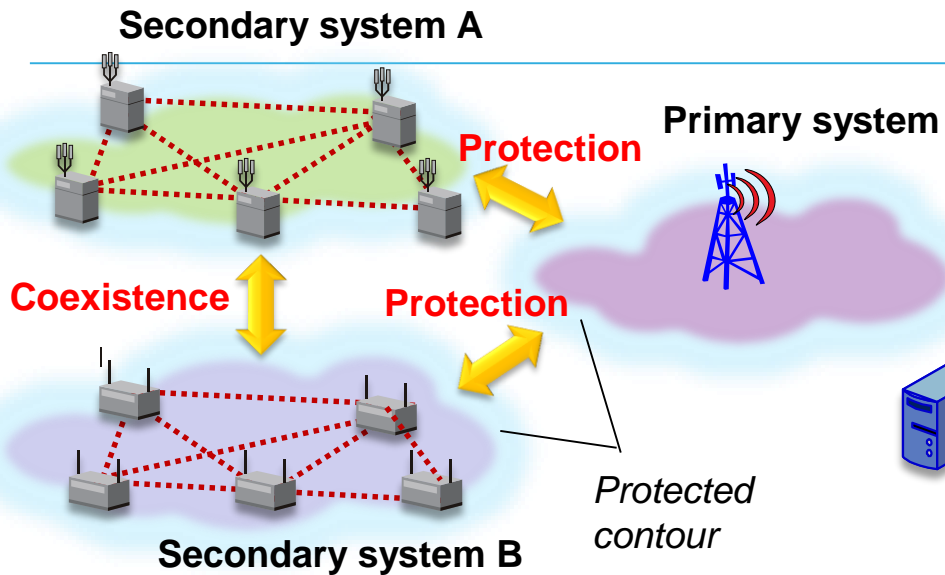 Secondary system A
Primary system
Protection
Coexistence
Protection
Protected
contour
Secondary system B